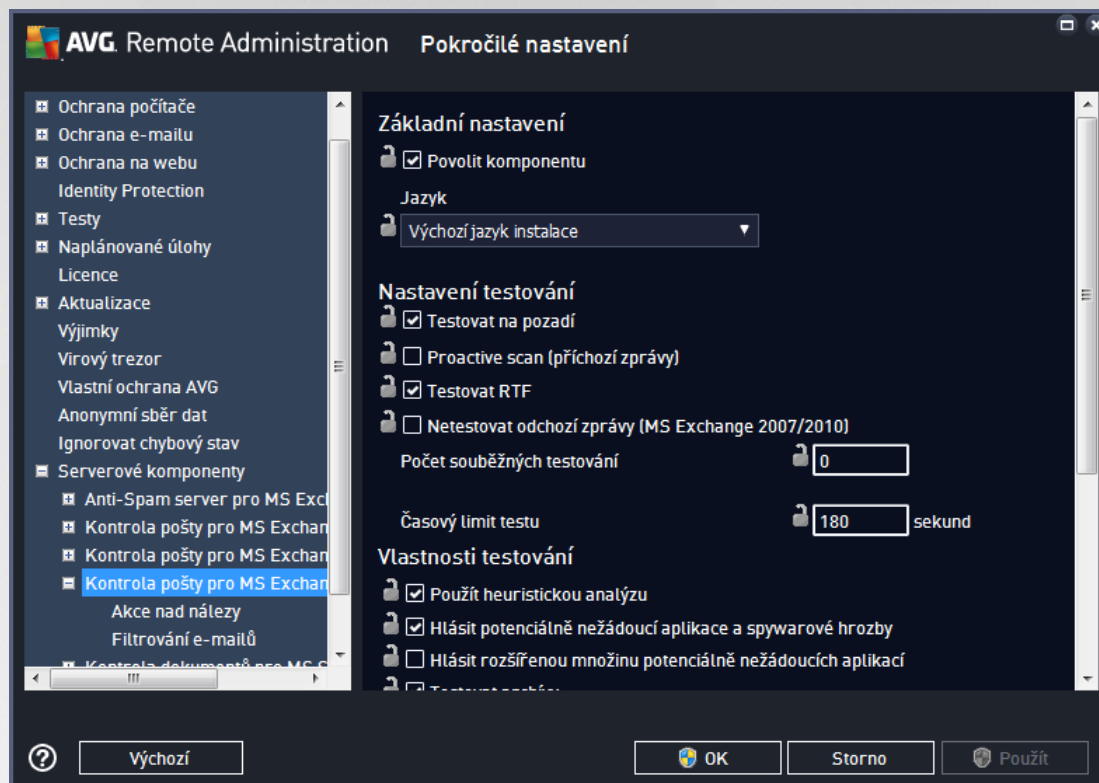 AVG. Remote Administration Pokročilé nastavení
Ochrana počítače
Ochrana e-mailu
Ochrana na webu
Identity Protection
Testy
Naplánované úlohy
Licence
Aktualizace
Výjimky
Virový trezor
Vlastní ochrana AVG
Anonymní sběr dat
Ignorovat chybový stav
Serverové komponenty
Anti-Spam server pro MS Excl
Kontrola pošty pro MS Exchan
Kontrola pošty pro MS Exchan
Kontrola pošty pro MS Exchan
Akce nad nálezy
Filtrování e-mailů
Kontrola dokumentů pro MS S
Základní nastavení
Povolit komponentu
Jazyk
Výchozí jazyk instalace
Nastavení testování
Testovat na pozadí
Proactive scan (příchozí zprávy)
Testovat RTF
Netestovat odchozí zprávy (MS Exchange 2007/2010)
Počet souběžných testování 0
Časový limit testu 180 sekund
Vlastnosti testování
Použít heuristickou analýzu
Hlásit potenciálně nežádoucí aplikace a spywarové hrozby
Hlásit rozšířenou množinu potenciálně nežádoucích aplikací
Testovat
Výchozí
OK
Storno
Použít